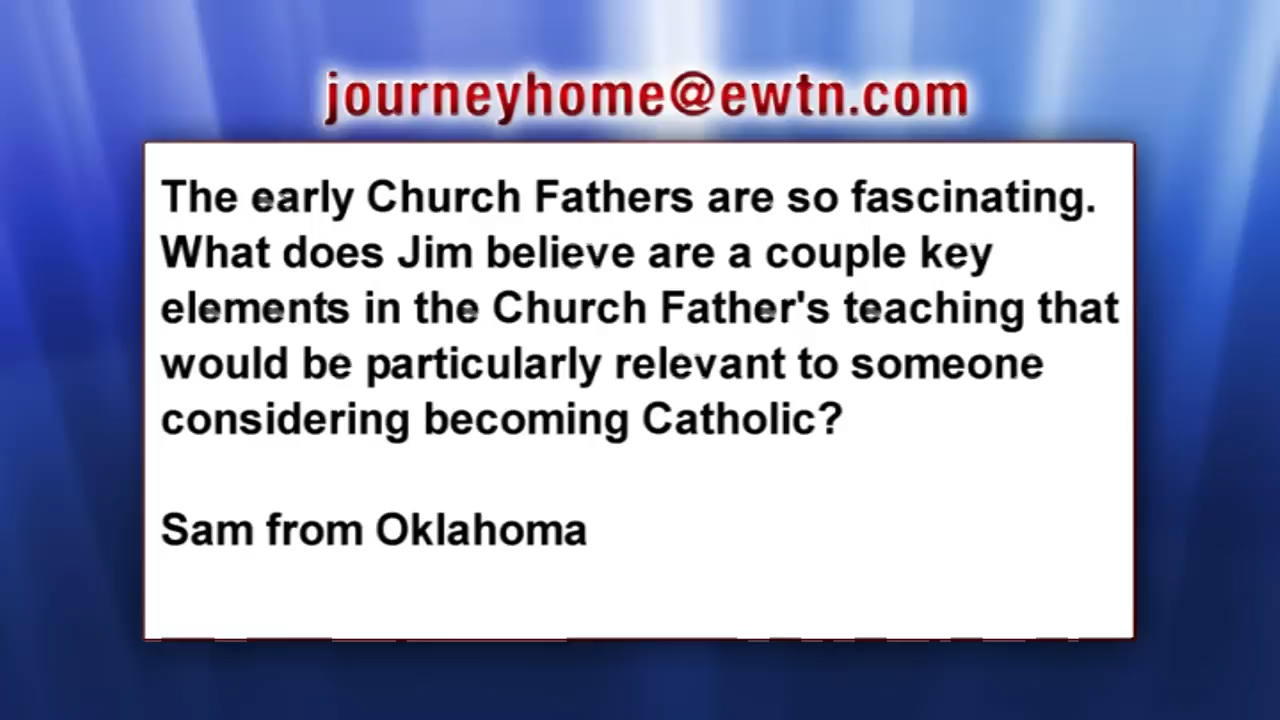 journeyhome@ewtn.com
The early Church Fathers are so fascinating.
What does Jim believe are a couple key
elements in the Church Father's teaching that
would be particularly relevant to someone
considering becoming Catholic?
Sam from Oklahoma